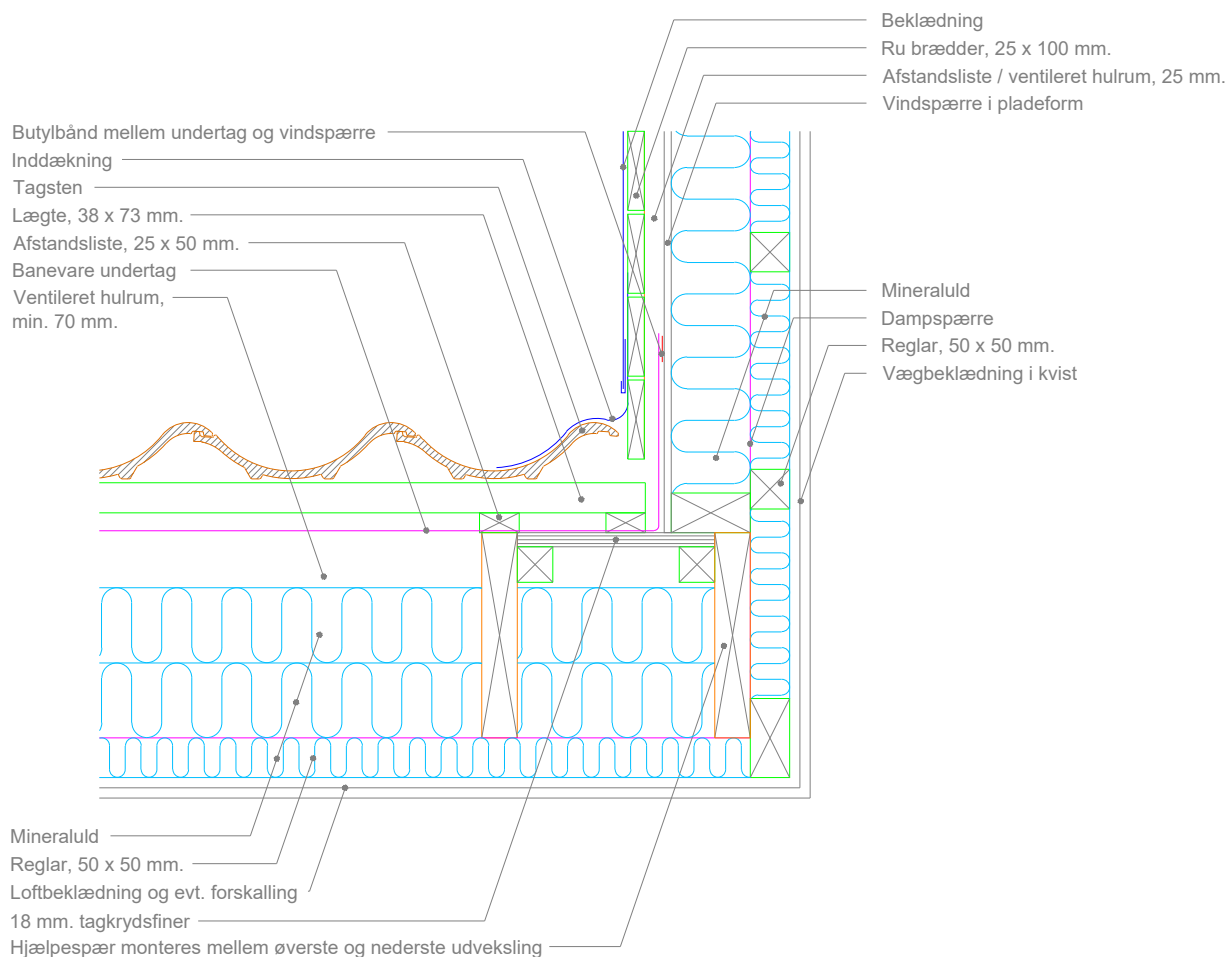 Beklædning
Ru brædder, 25 x 100 mm.
Afstandsliste / ventileret hulrum, 25 mm.
Vindspærre i pladeform
Butylbånd mellem undertag og vindspærre
Inddækning
Tagsten
Lægte, 38 x 73 mm.
Afstandsliste, 25 x 50 mm.
Banevare undertag
Ventileret hulrum,
min. 70 mm.
Mineraluld
Dampspærre
Reglar, 50 x 50 mm.
Vægbeklædning i kvist
Mineraluld
Reglar, 50 x 50 mm.
Loftbeklædning og evt. forskalling
18 mm. tagkrydsfiner
Hjælpespær monteres mellem øverste og nederste udveksling